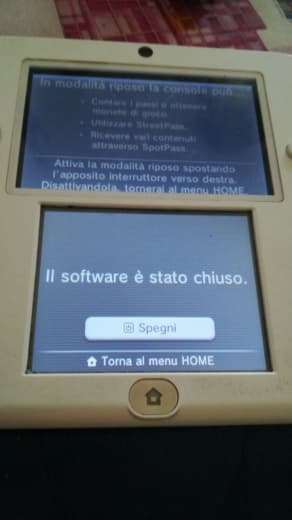 In modalità riposo la console può...
• Contare i passi e ottenere
monete di gioco.
• Utilizzare StreetPass.
• Ricevere vari contenuti
attraverso SpotPass.
Attiva la modalità riposo spostando
l'apposito interruttore verso destra.
Disattivandola, tornerai al menu HOME
Il software è stato chiuso.
Spegni
Torna al menu HOME